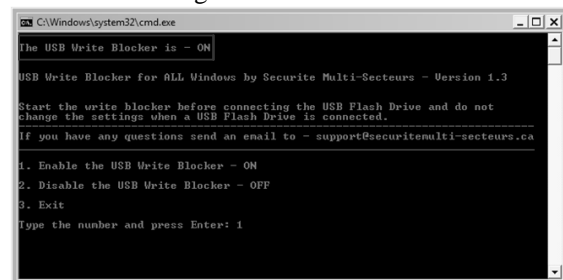 C:\Windows\system32\cmd.exe
The USB Write Blocker is - ON
USB Write Blocker for ALL Windows by Securite Multi-Secteurs - Version 1.3
Start the write blocker before connecting the USB Flash Drive and do not
change the settings when a USB Flash Drive is connected.
If you have any questions send an email to - support@securitemulti-secteurs.ca
1. Enable the USB Write Blocker - ON
2. Disable the USB Write Blocker - OFF
3. Exit
Type the number and press Enter: 1